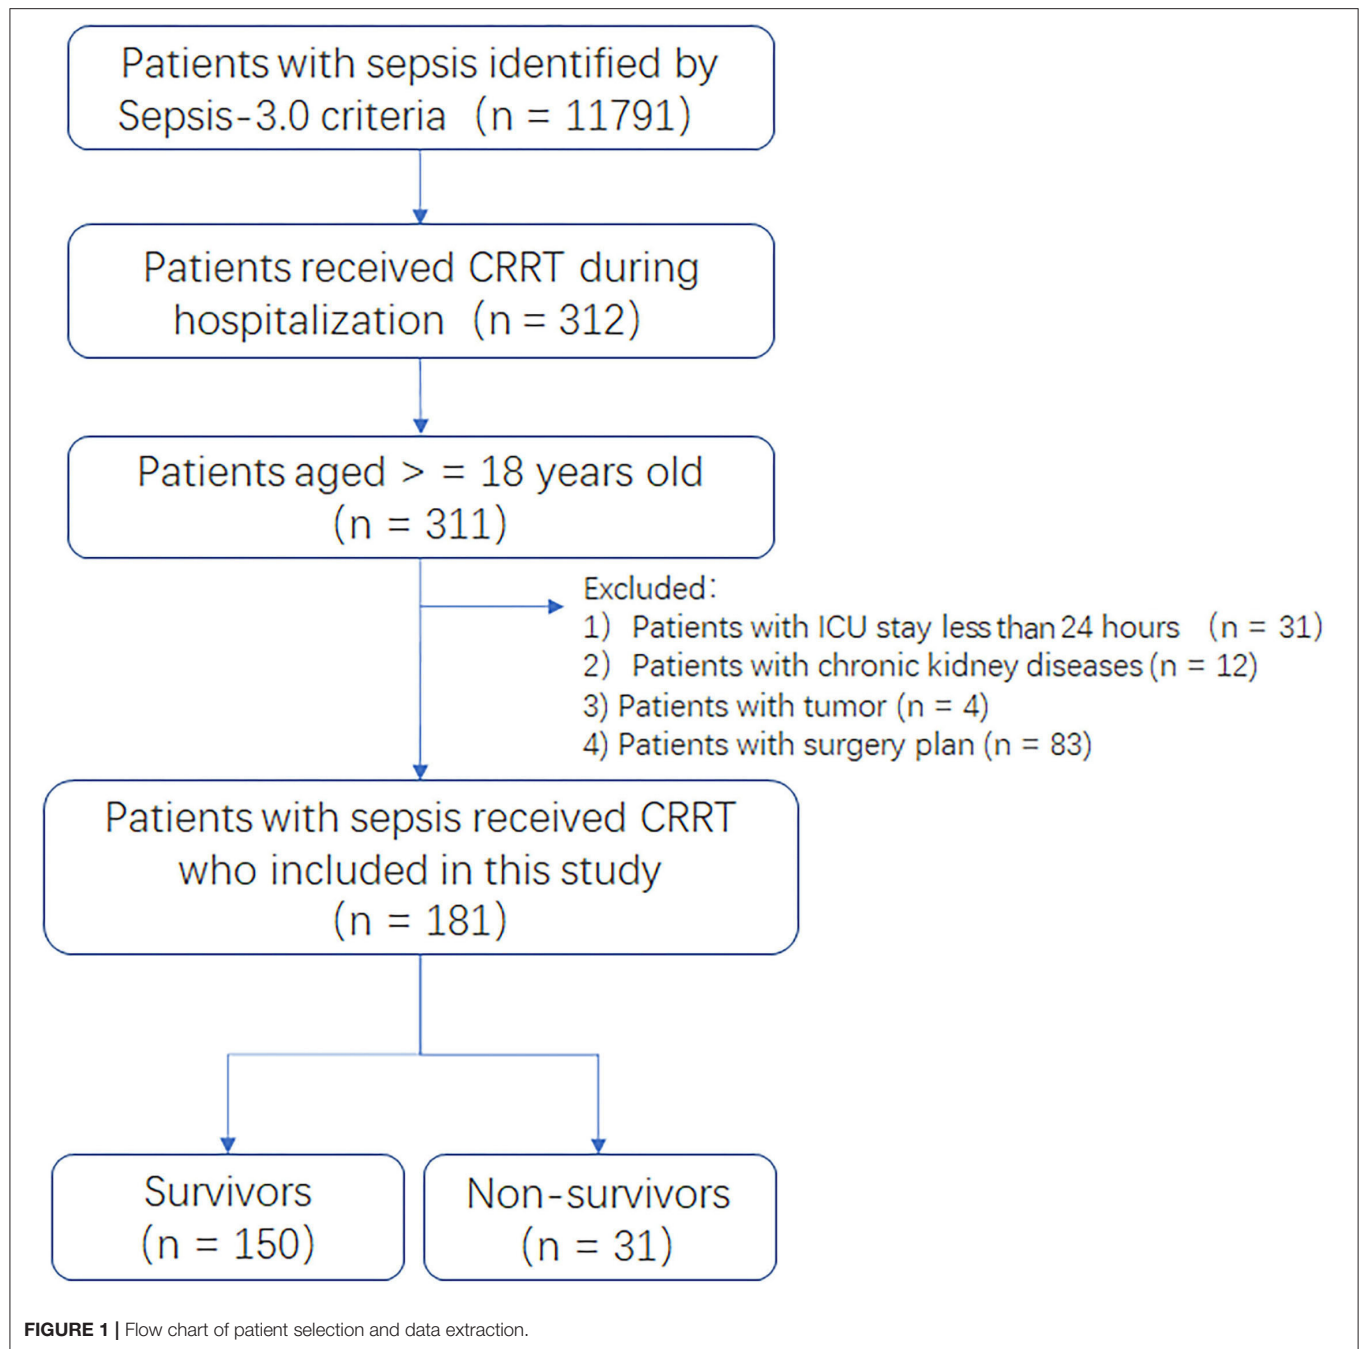 Patients with sepsis identified by
Sepsis-3.0 criteria (n = 11791)
Patients received CRRT during
hospitalization (n = 312)
Patients aged > = 18 years old
(n = 311)
Excluded:
1) Patients with ICU stay less than 24 hours (n = 31)
2) Patients with chronic kidney diseases (n = 12)
3) Patients with tumor (n = 4)
4) Patients with surgery plan (n = 83)
Patients with sepsis received CRRT
who included in this study
(n = 181)
Survivors
(n = 150)
Non-survivors
(n = 31)
FIGURE 1 | Flow chart of patient selection and data extraction.